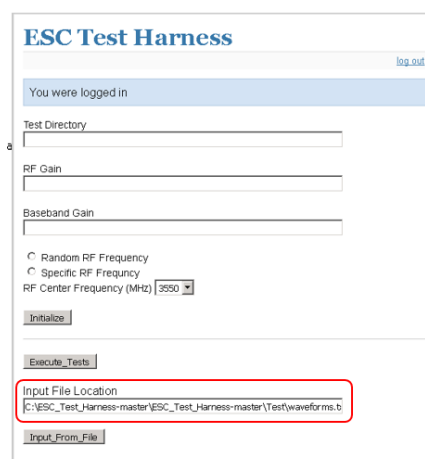 ESC Test Harness
log out
You were logged in
Test Directory
RF Gain
Baseband Gain
Random RF Frequency
Specific RF Frequncy
RF Center Frequency (MHz) 3550
Initialize
Execute_Tests
Input File Location
C:\ESC_Test_Harness-master\ESC_Test_Harness-master\Test\waveforms.t
Input_From_File